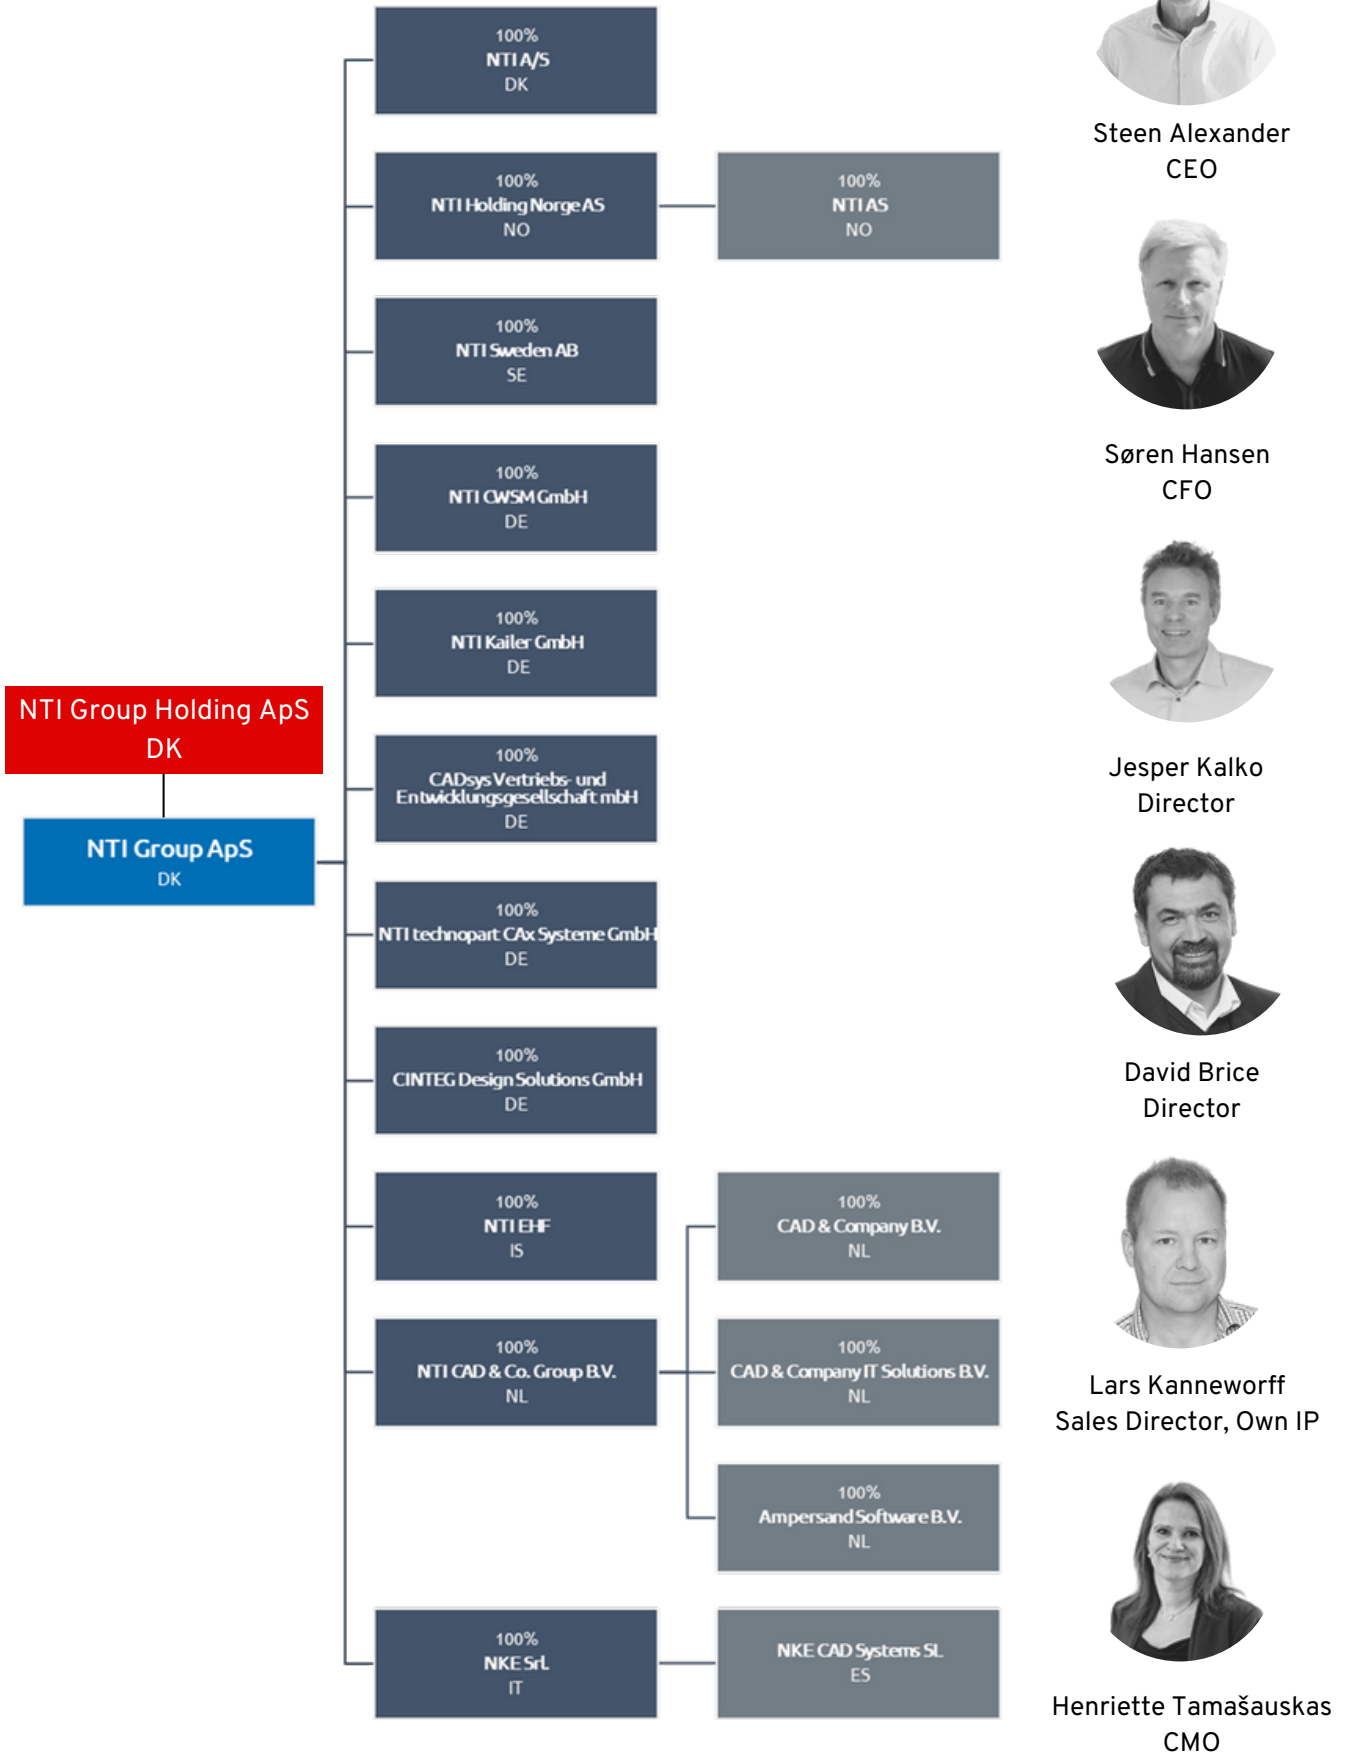 NTI Group Holding ApS
DK
NTI Group ApS
DK
100%
NTI A/S
DK
100%
NTI Holding Norge AS
NO
100%
NTI AS
NO
100%
NTI Sweden AB
SE
100%
NTI CWSM GmbH
DE
100%
NTI Kailer GmbH
DE
100%
CADsys Vertriebs- und
Entwicklungsgesellschaft mbH
DE
100%
NTI technopart CAx Systeme GmbH
DE
100%
CINTEG Design Solutions GmbH
DE
100%
NTI EHF
IS
100%
NTI CAD & Co. Group B.V.
NL
100%
CAD & Company B.V.
NL
100%
CAD & Company IT Solutions B.V.
NL
100%
Ampersand Software B.V.
NL
100%
NKE SrL
IT
NKE CAD Systems SL
ES
Steen Alexander
CEO
Søren Hansen
CFO
Jesper Kalko
Director
David Brice
Director
Lars Kanneworff
Sales Director, Own IP
Henriette Tamašauskas
CMO